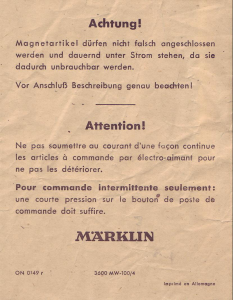 Achtung!
Magnetartikel dürfen nicht falsch angeschlossen
werden und dauernd unter Strom stehen, da sie
dadurch unbrauchbar werden.
Vor Anschluß Beschreibung genau beachten!
Attention!
Ne pas soumettre au courant d'une façon continue
les articles à commande par électro-aimant pour
ne pas les détériorer.
Pour commande intermittente seulement:
une courte pression sur le bouton de poste de
commande doit suffire.
MÄRKLIN
ON 0149 r 3600 MW-100/4
Imprimé en Allemagne